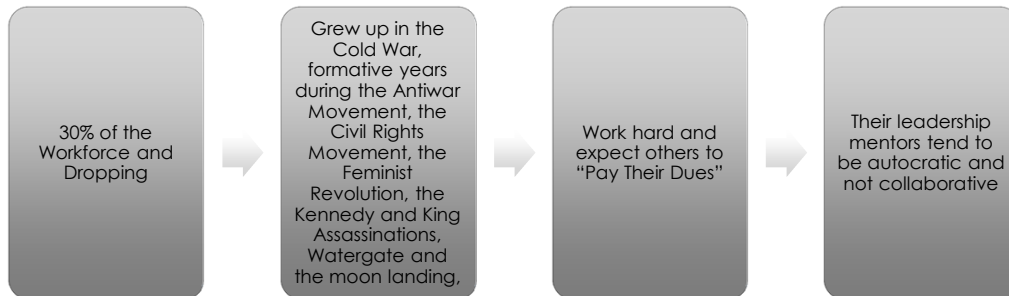 30% of the
Workforce and
Dropping
Grew up in the
Cold War,
formative years
during the Antiwar
Movement, the
Civil Rights
Movement, the
Feminist
Revolution, the
Kennedy and King
Assassinations,
Watergate and
the moon landing,
Work hard and
expect others to
“Pay Their Dues”
Their leadership
mentors tend to
be autocratic and
not collaborative